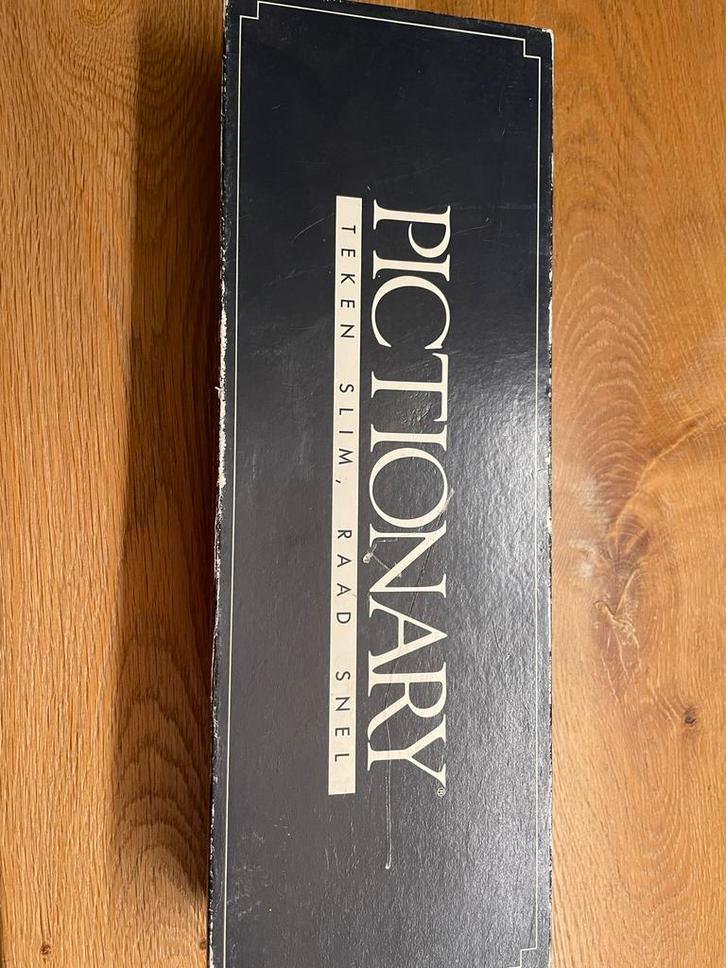 PICTIONARY®
TEKEN SLIM, RAAD SNEL